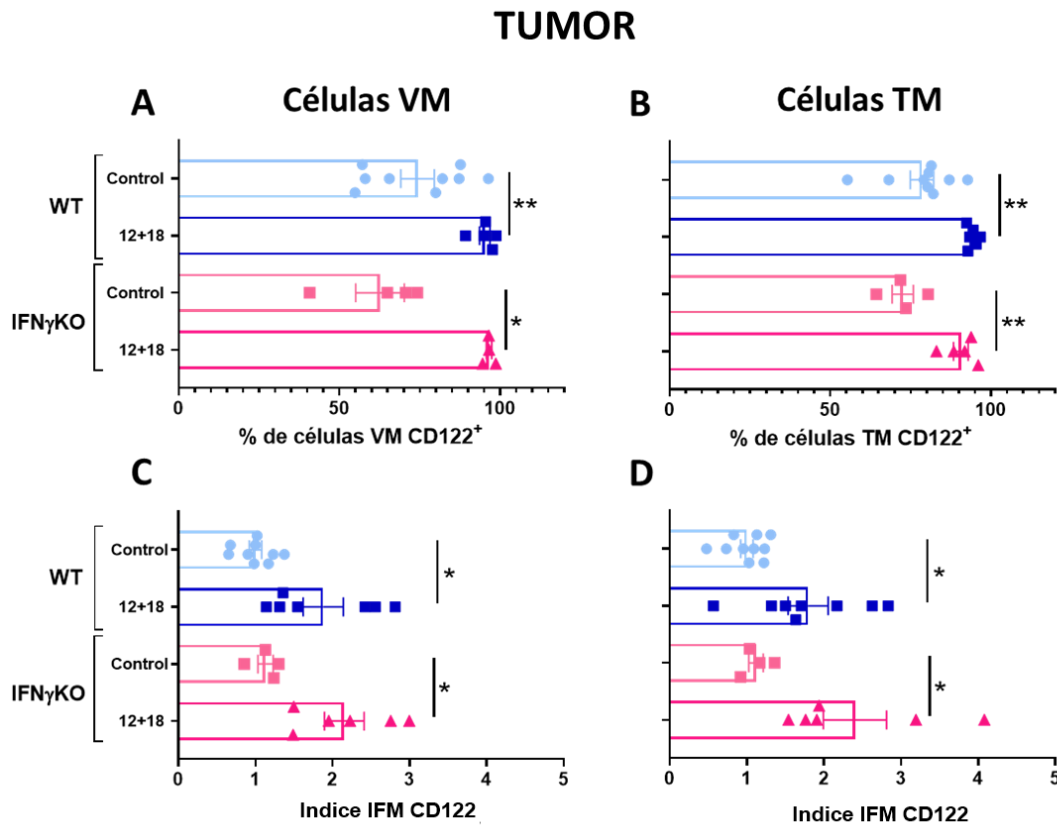 TUMOR
A
Células VM
B
Células TM
WT
Control
12+18
**
IFNγKO
Control
12+18
*
0
50
100
% de células VM CD122⁺
**
**
0
50
100
% de células TM CD122⁺
C
D
WT
Control
12+18
*
IFNγKO
Control
12+18
*
0 1 2 3 4 5
Indice IFM CD122
*
*
0 1 2 3 4 5
Indice IFM CD122